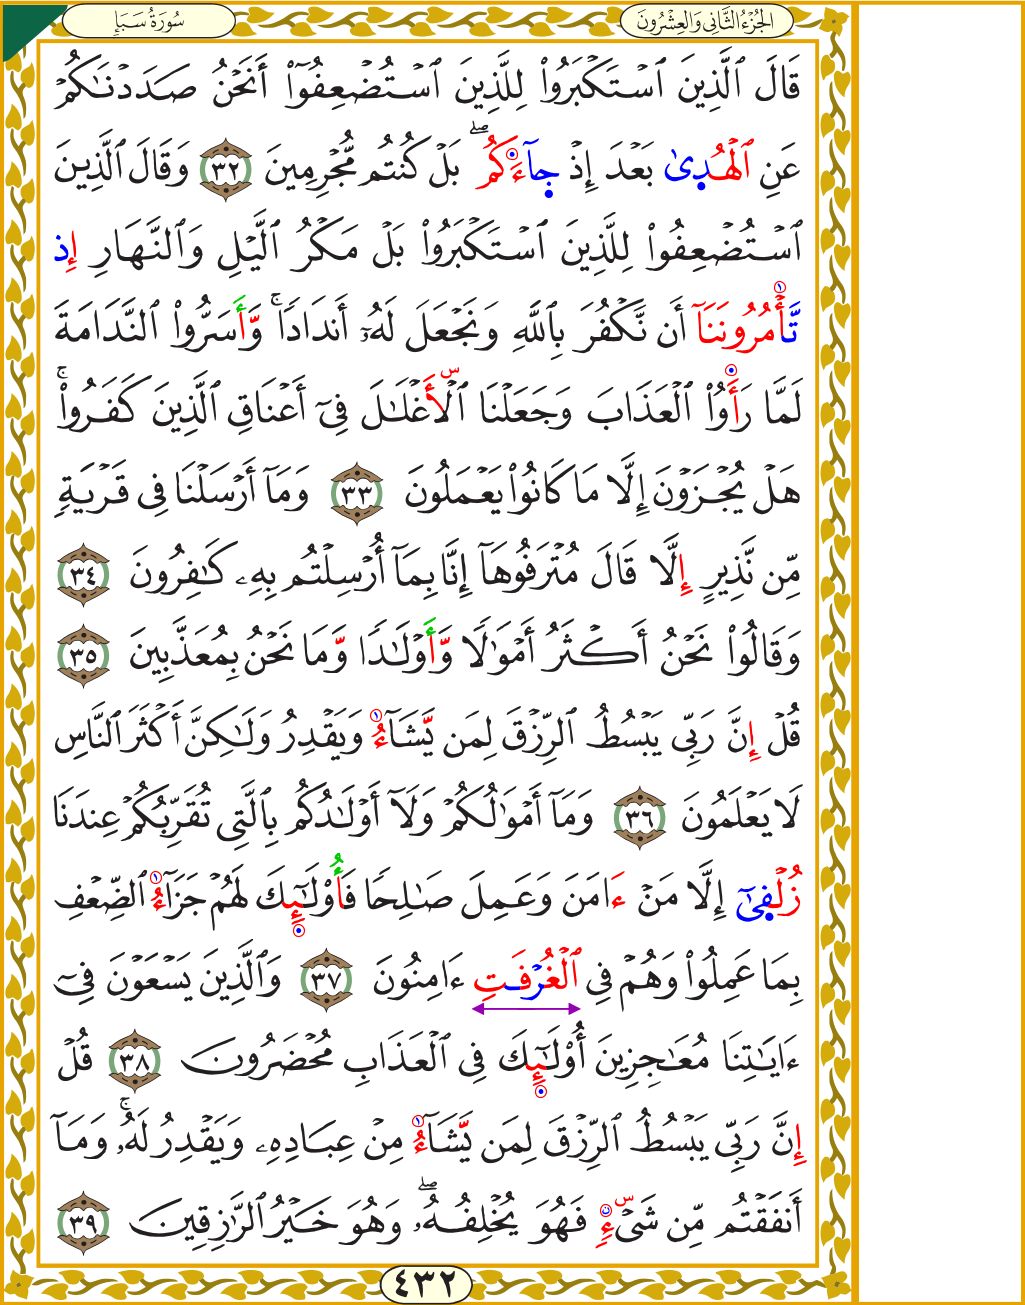 الجُزْءُ الثَّانِي وَالعِشْرُونَ
سُورَةُ سَبَإٍ
قَالَ ٱلَّذِينَ ٱسۡتَكۡبَرُواْ لِلَّذِينَ ٱسۡتُضۡعِفُوٓاْ أَنَحۡنُ صَدَدۡنَٰكُمۡ
عَنِ ٱلۡهُدٜىٰ بَعۡدَ إِذۡ جٜآءَكُمۖ بَلۡ كُنتُم مُّجۡرِمِينَ ٣٢ وَقَالَ ٱلَّذِينَ
ٱسۡتُضۡعِفُواْ لِلَّذِينَ ٱسۡتَكۡبَرُواْ بَلۡ مَكۡرُ ٱلَّيۡلِ وَٱلنَّهَارِ إِذ
تَّأۡمُرُونَنَآ أَن نَّكۡفُرَ بِٱللَّهِ وَنَجۡعَلَ لَهُۥٓ أَندَادٗاۚ وَّأَسَرُّواْ ٱلنَّدَامَةَ
لَمَّا رَأَوُاْ ٱلۡعَذَابَ وَجَعَلۡنَا ٱلۡأَغۡلَٰلَ فِيٓ أَعۡنَاقِ ٱلَّذِينَ كَفَرُواْۚ
هَلۡ يُجۡزَوۡنَ إِلَّا مَا كَانُواْ يَعۡمَلُونَ ٣٣ وَمَآ أَرۡسَلۡنَا فِي قَرۡيَةٖ
مِّن نَّذِيرٍ إِلَّا قَالَ مُتۡرَفُوهَآ إِنَّا بِمَآ أُرۡسِلۡتُم بِهِۦ كَٰفِرُونَ ٣٤
وَقَالُواْ نَحۡنُ أَكۡثَرُ أَمۡوَٰلٗا وَّأَوۡلَٰدٗا وَّمَا نَحۡنُ بِمُعَذَّبِينَ ٣٥
قُلۡ إِنَّ رَبِّي يَبۡسُطُ ٱلرِّزۡقَ لِمَن يَّشَآءُ وَيَقۡدِرُ وَلَٰكِنَّ أَكۡثَرَ ٱلنَّاسِ
لَا يَعۡلَمُونَ ٣٦ وَمَآ أَمۡوَٰلُكُمۡ وَلَآ أَوۡلَٰدُكُم بِٱلَّتِي تُقَرِّبُكُمۡ عِندَنَا
زُلۡفٜىٰٓ إِلَّا مَنۡ ءَامَنَ وَعَمِلَ صَٰلِحٗا فَأُوْلَٰٓئِكَ لَهُمۡ جَزَآءُ ٱلضِّعۡفِ
بِمَا عَمِلُواْ وَهُمۡ فِي ٱلۡغُرۡفَتِ ءَامِنُونَ ٣٧ وَٱلَّذِينَ يَسۡعَوۡنَ فِيٓ
ءَايَٰتِنَا مُعَٰجِزِينَ أُوْلَٰٓئِكَ فِي ٱلۡعَذَابِ مُحۡضَرُونَ ٣٨ قُلۡ
إِنَّ رَبِّي يَبۡسُطُ ٱلرِّزۡقَ لِمَن يَّشَآءُ مِنۡ عِبَادِهِۦ وَيَقۡدِرُ لَهُۥۚ وَمَآ
أَنفَقۡتُم مِّن شَيۡءٖ فَهُوَ يُخۡلِفُهُۥۖ وَهُوَ خَيۡرُ ٱلرَّٰزِقِينَ ٣٩
٤٣٢